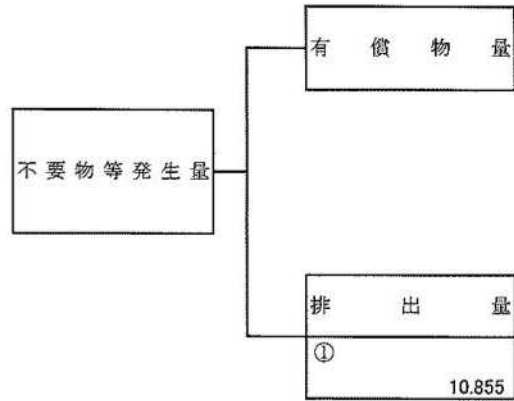 有償物量
不要物等発生量
排出量
①
10.855